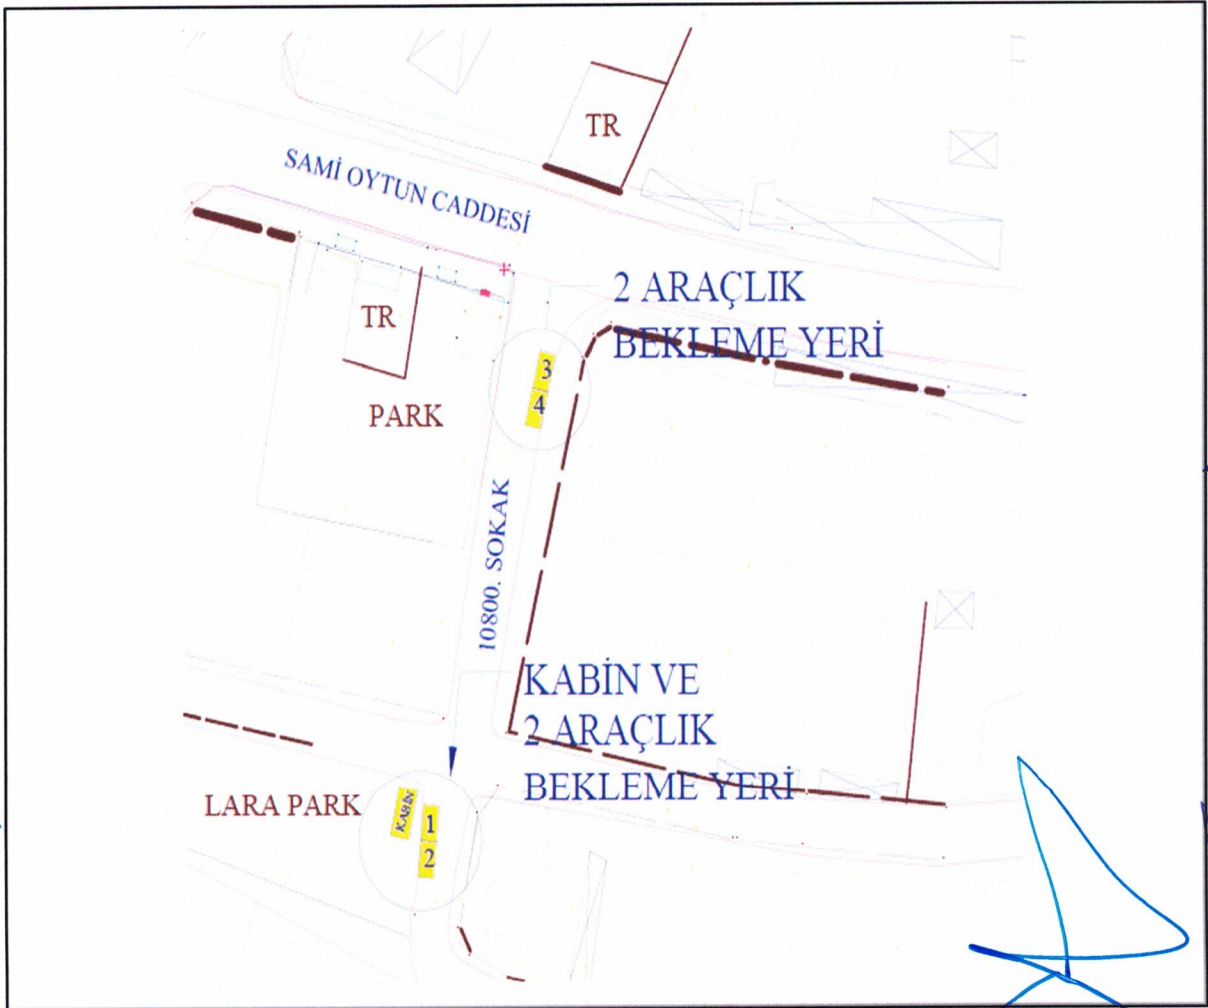 TR
SAMİ OYTUN CADDESİ
2 ARAÇLIK
BEKLEME YERİ
TR
3
4
PARK
10800. SOKAK
KABİN VE
2 ARAÇLIK
BEKLEME YERİ
LARA PARK
KABİN
1
2